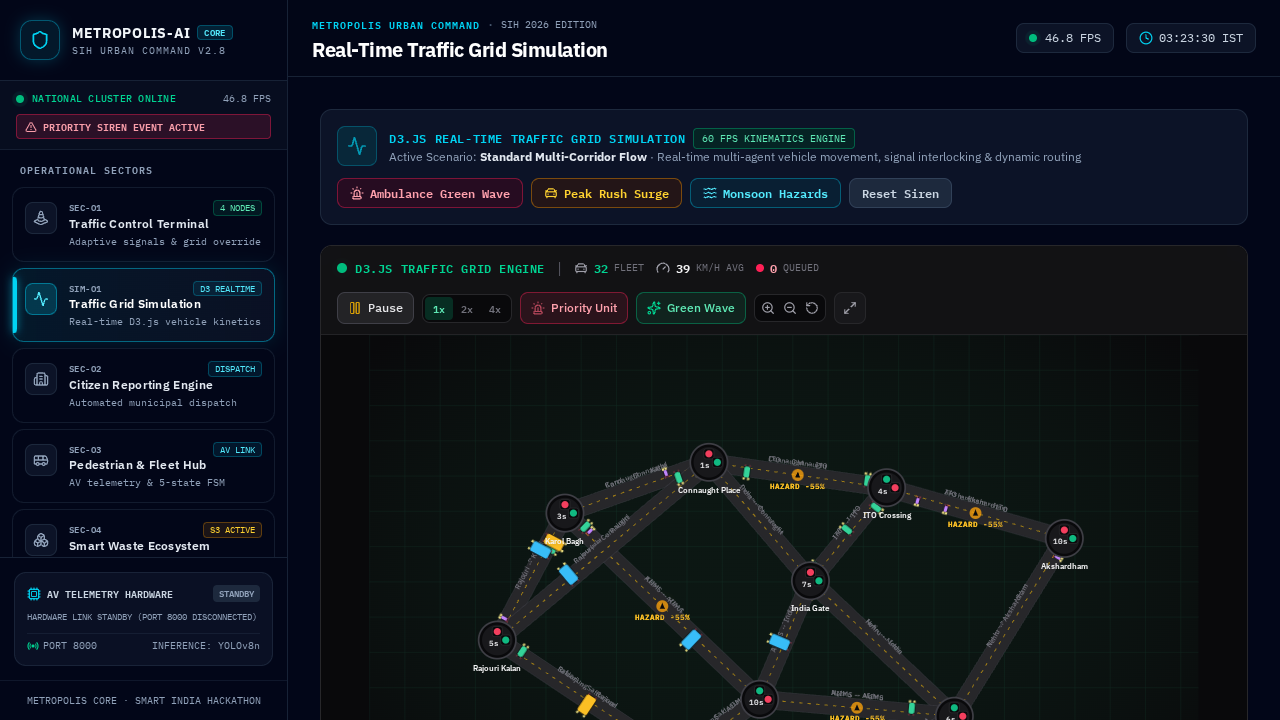 METROPOLIS-AI CORE
SIH URBAN COMMAND V2.8
NATIONAL CLUSTER ONLINE 46.8 FPS
PRIORITY SIREN EVENT ACTIVE
OPERATIONAL SECTORS
SEC-01 4 NODES
Traffic Control Terminal
Adaptive signals & grid override
SIM-01 D3 REALTIME
Traffic Grid Simulation
Real-time D3.js vehicle kinetics
SEC-02 DISPATCH
Citizen Reporting Engine
Automated municipal dispatch
SEC-03 AV LINK
Pedestrian & Fleet Hub
AV telemetry & 5-state FSM
SEC-04 S3 ACTIVE
Smart Waste Ecosystem
AV TELEMETRY HARDWARE STANDBY
HARDWARE LINK STANDBY (PORT 8000 DISCONNECTED)
PORT 8000 INFERENCE: YOLOv8n
METROPOLIS CORE · SMART INDIA HACKATHON
METROPOLIS URBAN COMMAND · SIH 2026 EDITION
Real-Time Traffic Grid Simulation
46.8 FPS
03:23:30 IST
D3.JS REAL-TIME TRAFFIC GRID SIMULATION 60 FPS KINEMATICS ENGINE
Active Scenario: Standard Multi-Corridor Flow · Real-time multi-agent vehicle movement, signal interlocking & dynamic routing
Ambulance Green Wave
Peak Rush Surge
Monsoon Hazards
Reset Siren
D3.JS TRAFFIC GRID ENGINE 32 FLEET 39 KM/H AVG 0 QUEUED
Pause 1x 2x 4x Priority Unit Green Wave
1s
Connaught Place
HAZARD -55%
4s
ITO Crossing
HAZARD -55%
3s
Karol Bagh
10s
Akshardham
7s
India Gate
HAZARD -55%
5s
Rajouri Kalan
10s
HAZARD -55%